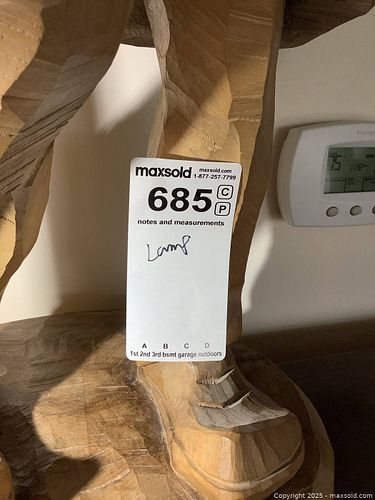 maxsold maxsold.com
1-877-257-7799
685 C
P
notes and measurements
Lamp
A B C D
1st 2nd 3rd bsmt garage outdoors
75°
Copyright © 2025 - maxsold.com